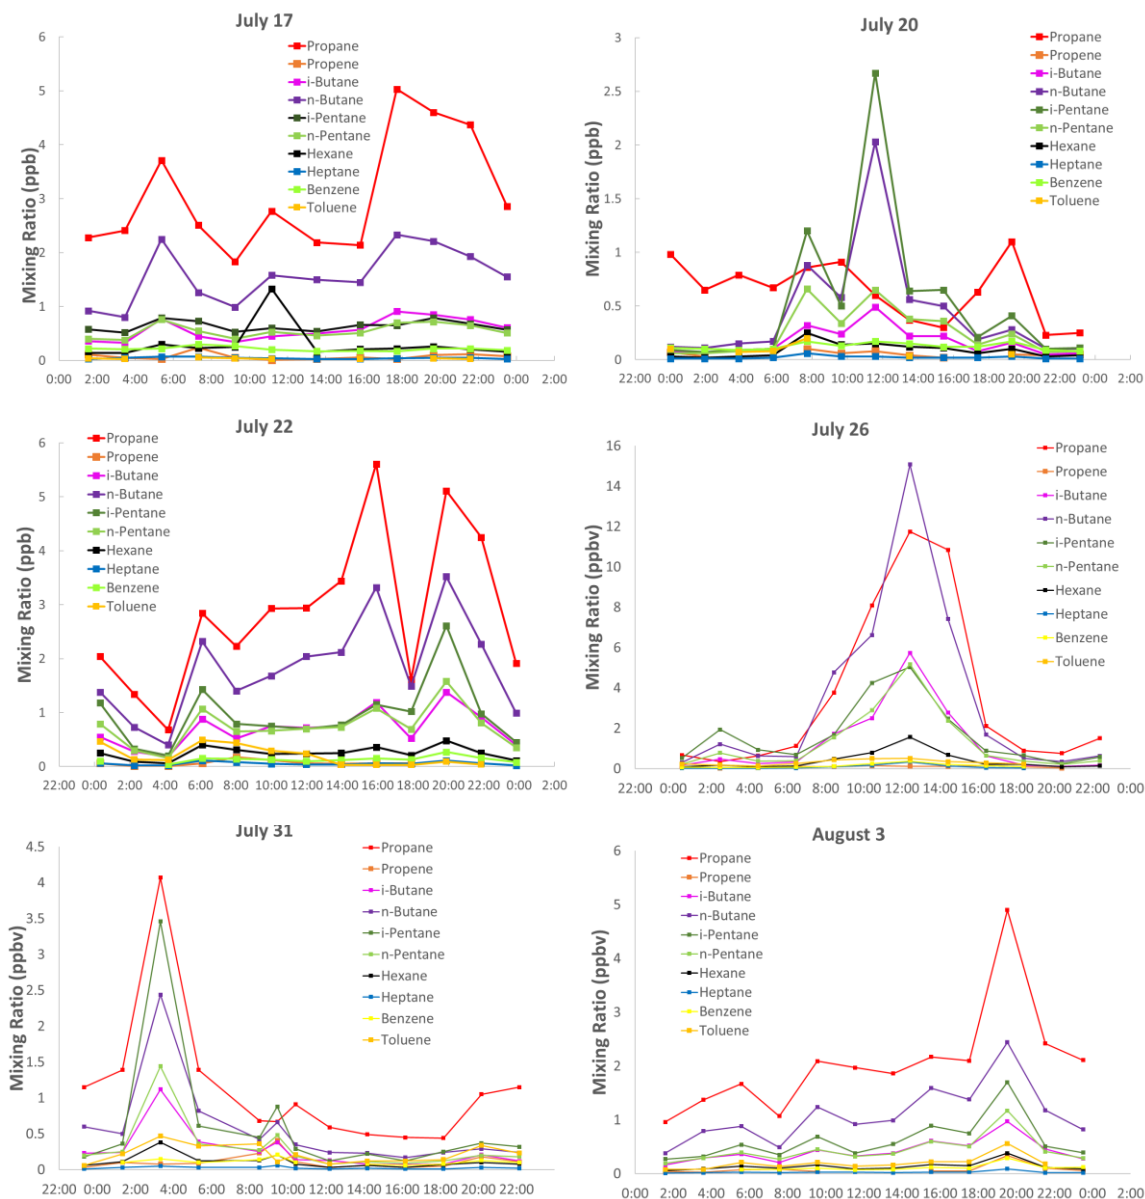 July 17
6
5
4
3
2
1
0
Mixing Ratio (ppb)
Propane
Propene
i-Butane
n-Butane
i-Pentane
n-Pentane
Hexane
Heptane
Benzene
Toluene
0:00 2:00 4:00 6:00 8:00 10:00 12:00 14:00 16:00 18:00 20:00 22:00 0:00 2:00
July 20
3
2.5
2
1.5
1
0.5
0
Mixing Ratio (ppb)
Propane
Propene
i-Butane
n-Butane
i-Pentane
n-Pentane
Hexane
Heptane
Benzene
Toluene
22:00 0:00 2:00 4:00 6:00 8:00 10:00 12:00 14:00 16:00 18:00 20:00 22:00 0:00 2:00
July 22
6
5
4
3
2
1
0
Mixing Ratio (ppb)
Propane
Propene
i-Butane
n-Butane
i-Pentane
n-Pentane
Hexane
Heptane
Benzene
Toluene
22:00 0:00 2:00 4:00 6:00 8:00 10:00 12:00 14:00 16:00 18:00 20:00 22:00 0:00 2:00
July 26
16
14
12
10
8
6
4
2
0
Mixing Ratio (ppbv)
Propane
Propene
i-Butane
n-Butane
i-Pentane
n-Pentane
Hexane
Heptane
Benzene
Toluene
22:00 0:00 2:00 4:00 6:00 8:00 10:00 12:00 14:00 16:00 18:00 20:00 22:00 0:00
July 31
4.5
4
3.5
3
2.5
2
1.5
1
0.5
0
Mixing Ratio (ppbv)
Propane
Propene
i-Butane
n-Butane
i-Pentane
n-Pentane
Hexane
Heptane
Benzene
Toluene
22:00 0:00 2:00 4:00 6:00 8:00 10:00 12:00 14:00 16:00 18:00 20:00 22:00
August 3
6
5
4
3
2
1
0
Mixing Ratio (ppbv)
Propane
Propene
i-Butane
n-Butane
i-Pentane
n-Pentane
Hexane
Heptane
Benzene
Toluene
0:00 2:00 4:00 6:00 8:00 10:00 12:00 14:00 16:00 18:00 20:00 22:00 0:00 2:00